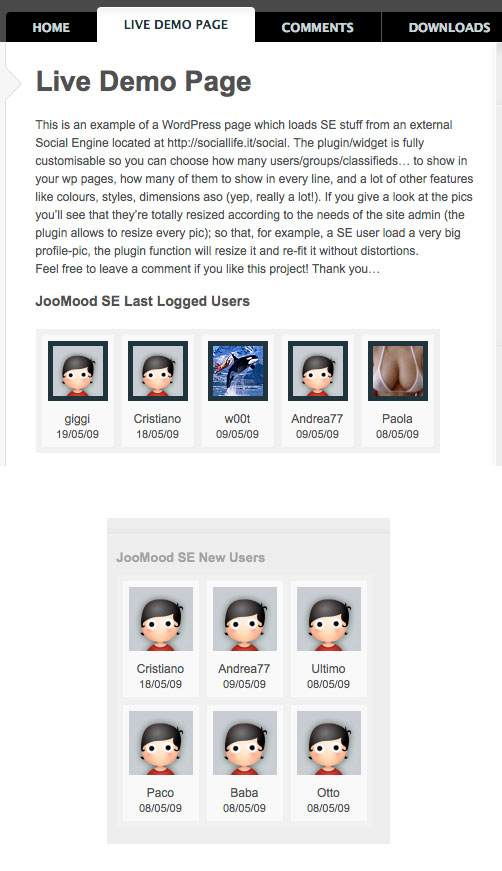 HOME LIVE DEMO PAGE COMMENTS DOWNLOADS
Live Demo Page
This is an example of a WordPress page which loads SE stuff from an external
Social Engine located at http://sociallife.it/social. The plugin/widget is fully
customisable so you can choose how many users/groups/classifieds… to show in
your wp pages, how many of them to show in every line, and a lot of other features
like colours, styles, dimensions aso (yep, really a lot!). If you give a look at the pics
you'll see that they're totally resized according to the needs of the site admin (the
plugin allows to resize every pic); so that, for example, a SE user load a very big
profile-pic, the plugin function will resize it and re-fit it without distortions.
Feel free to leave a comment if you like this project! Thank you…
JooMood SE Last Logged Users
giggi Cristiano w00t Andrea77 Paola
19/05/09 18/05/09 09/05/09 09/05/09 08/05/09
JooMood SE New Users
Cristiano Andrea77 Ultimo
18/05/09 09/05/09 08/05/09
Paco Baba Otto
08/05/09 08/05/09 08/05/09